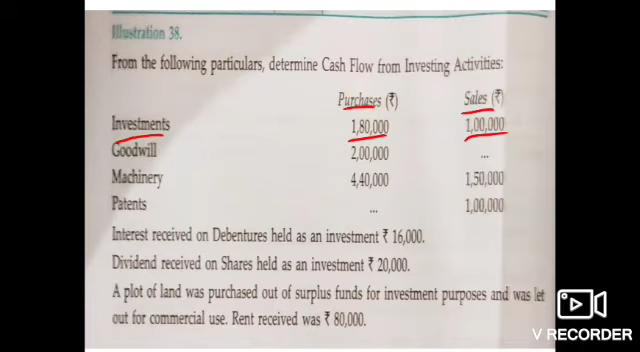 Illustration 38.
From the following particulars, determine Cash Flow from Investing Activities:
Purchases (₹) Sales (₹)
Investments 1,80,000 1,00,000
Goodwill 2,00,000 ...
Machinery 4,40,000 1,50,000
Patents ... 1,00,000
Interest received on Debentures held as an investment ₹ 16,000.
Dividend received on Shares held as an investment ₹ 20,000.
A plot of land was purchased out of surplus funds for investment purposes and was let
out for commercial use. Rent received was ₹ 80,000.
V RECORDER